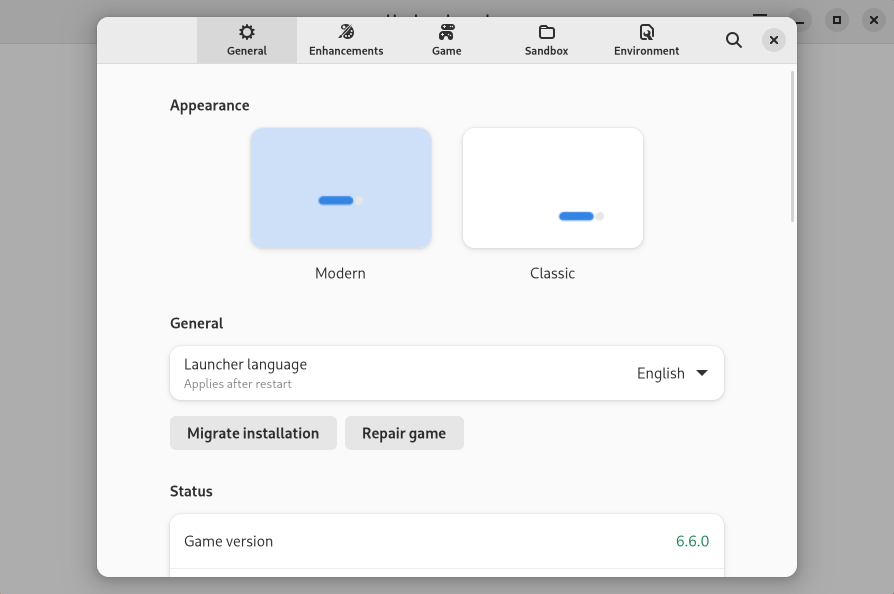 General
Enhancements
Game
Sandbox
Environment
Appearance
Modern
Classic
General
Launcher language
Applies after restart
English
Migrate installation
Repair game
Status
Game version
6.6.0